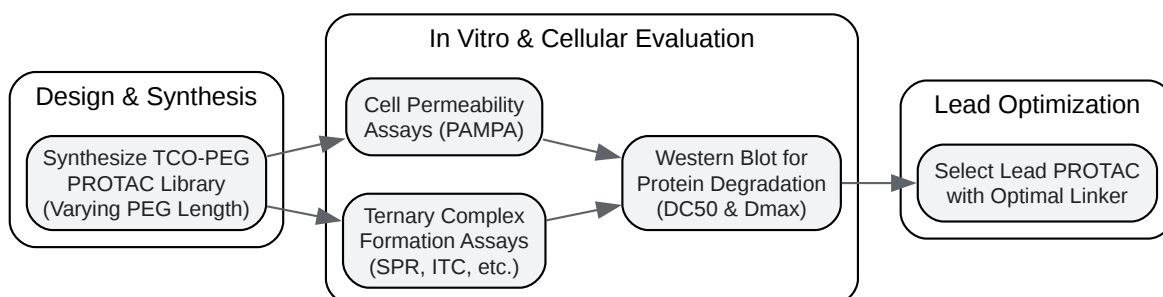 Design & Synthesis
Synthesize TCO-PEG
PROTAC Library
(Varying PEG Length)
In Vitro & Cellular Evaluation
Cell Permeability
Assays (PAMPA)
Ternary Complex
Formation Assays
(SPR, ITC, etc.)
Western Blot for
Protein Degradation
(DC50 & Dmax)
Lead Optimization
Select Lead PROTAC
with Optimal Linker